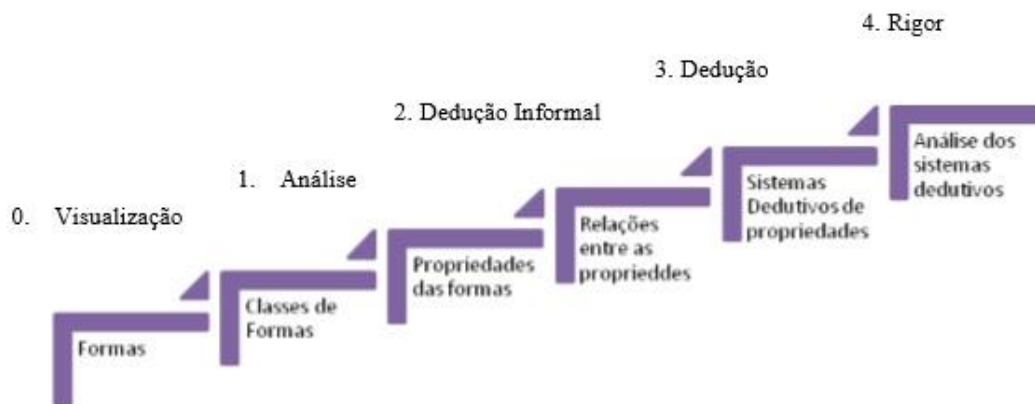 4. Rigor
3. Dedução
2. Dedução Informal
1. Análise
0. Visualização
Formas
Classes de
Formas
Propriedades
das formas
Relações
entre as
proprieddes
Sistemas
Dedutivos de
propriedades
Análise dos
sistemas
dedutivos